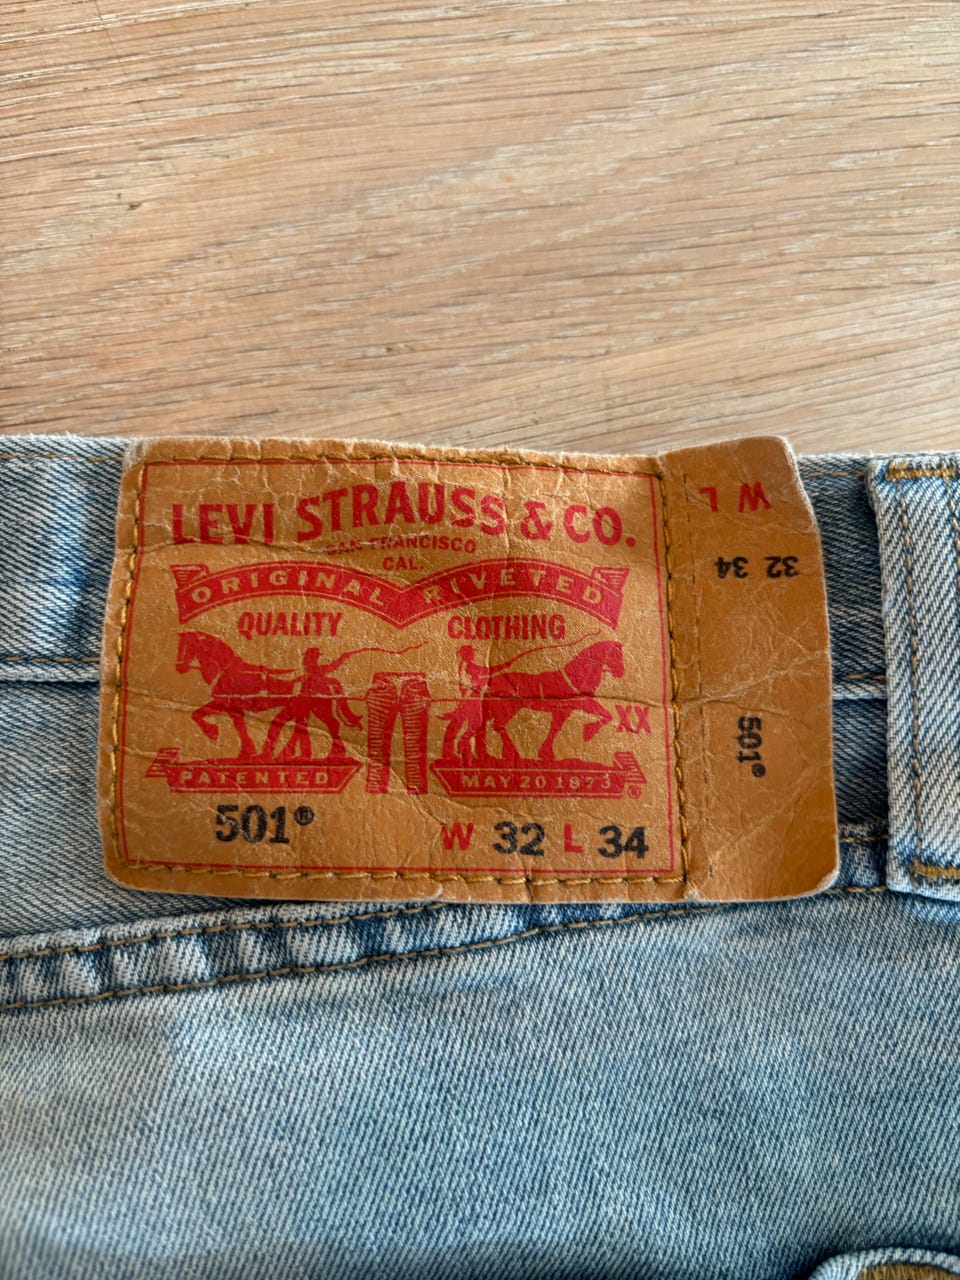 LEVI STRAUSS & CO.
SAN FRANCISCO
CAL.
ORIGINAL RIVETED
QUALITY CLOTHING
XX
PATENTED MAY 20 1873 ®
501® W 32 L 34
W L
32 34
501®